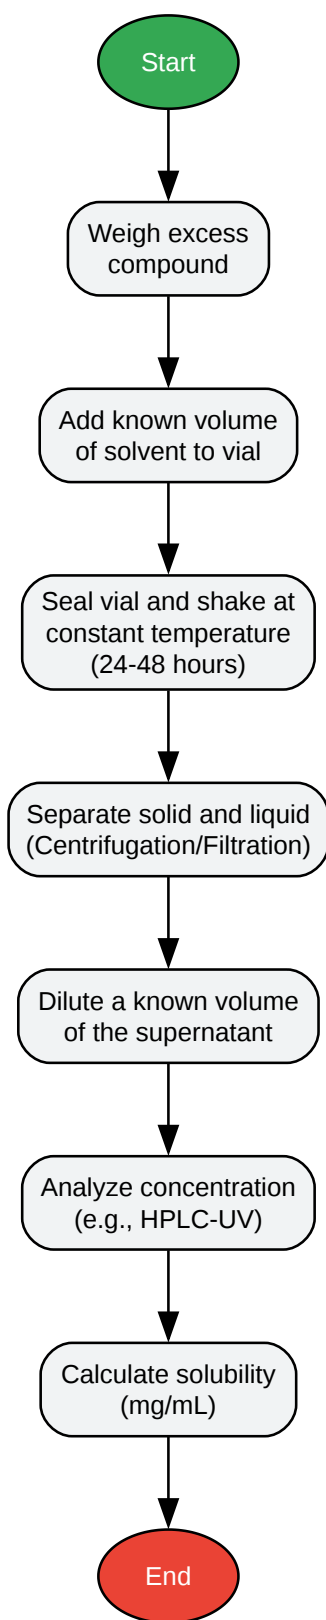 Start
Weigh excess
compound
Add known volume
of solvent to vial
Seal vial and shake at
constant temperature
(24-48 hours)
Separate solid and liquid
(Centrifugation/Filtration)
Dilute a known volume
of the supernatant
Analyze concentration
(e.g., HPLC-UV)
Calculate solubility
(mg/mL)
End